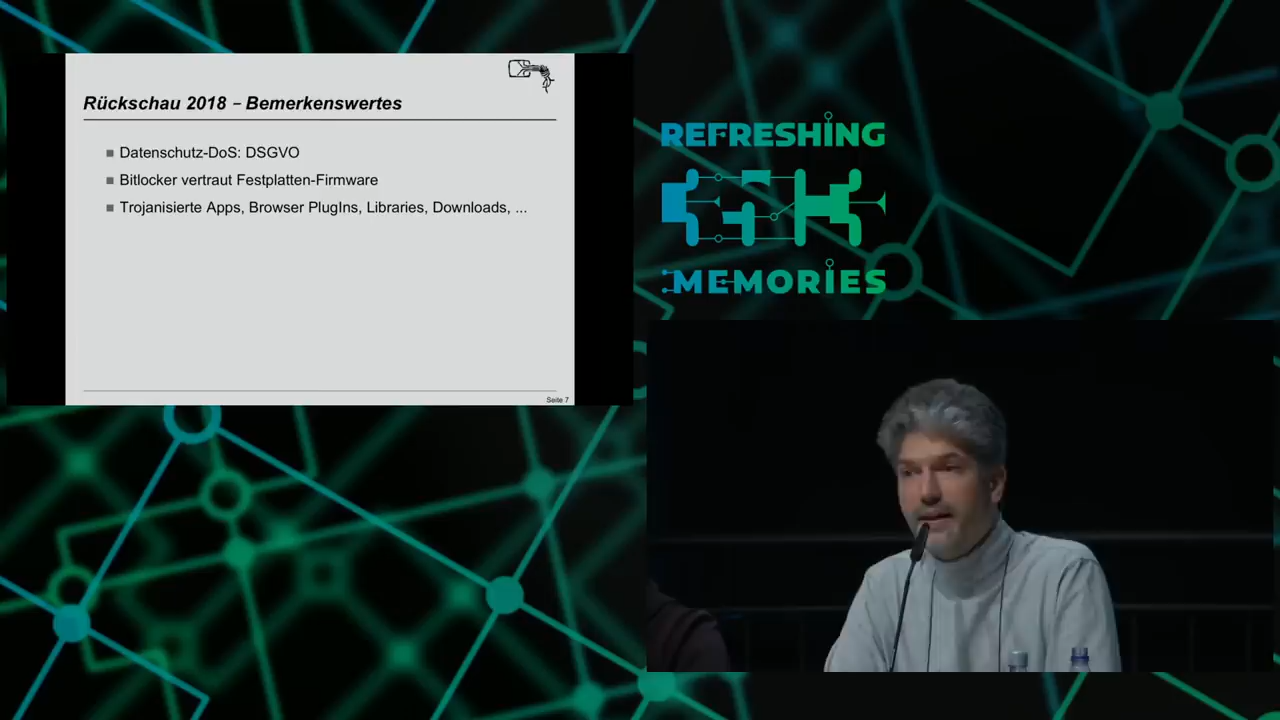 Rückschau 2018 – Bemerkenswertes
Datenschutz-DoS: DSGVO
Bitlocker vertraut Festplatten-Firmware
Trojanisierte Apps, Browser PlugIns, Libraries, Downloads, ...
Seite 7
REFRESHING
MEMORIES